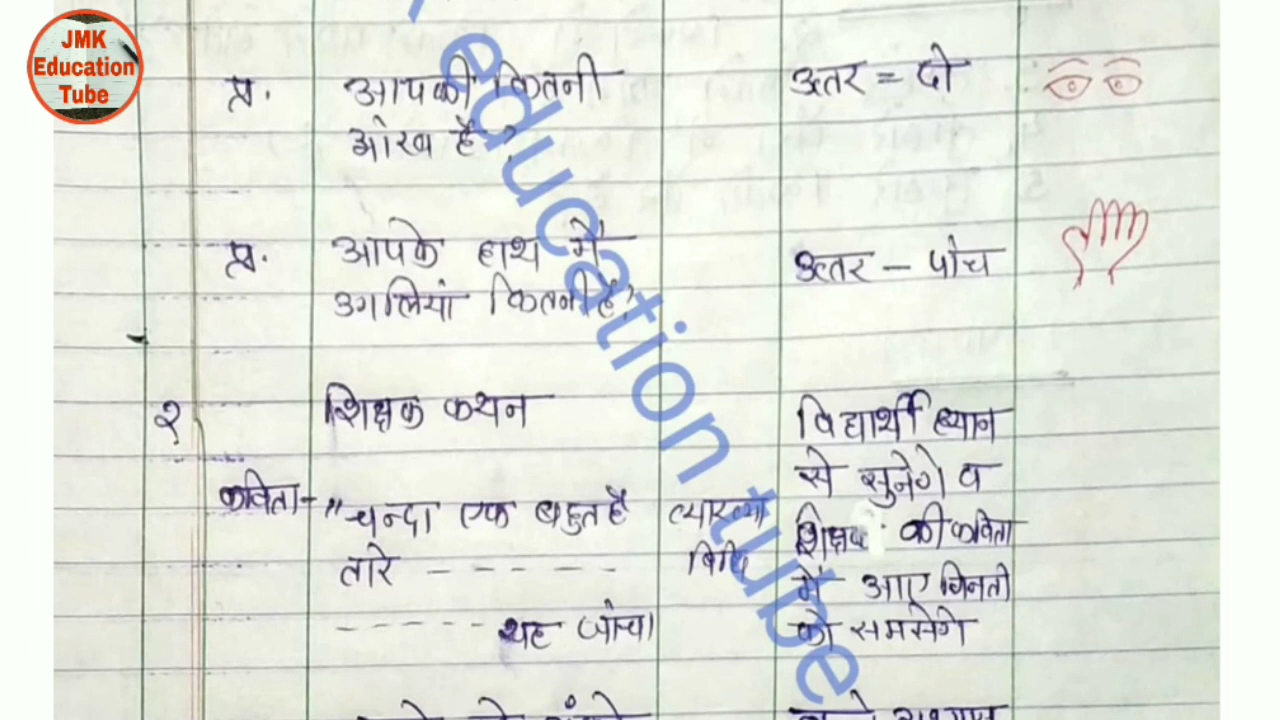 JMK
Education
Tube
education tube
प्र. आपकी कितनी उत्तर = दो
आंख है?
प्र. आपके हाथ में उत्तर – पांच
उगलियां कितनी है?
२ शिक्षक कथन विद्यार्थी ध्यान
से सुनेगे व
कविता- "चन्दा एक बहुत है व्याख्या शिक्षक की कविता
तारे - - - - - विधि में आए गिनती
- - - - - यह जांचा को समझेगे